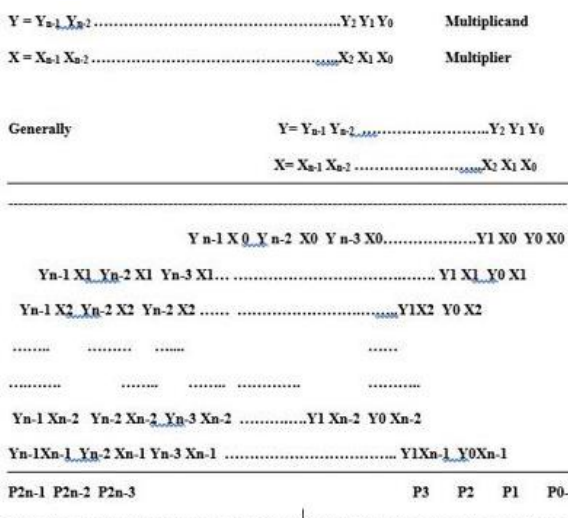 Y = Yn-1 Yn-2 ............................................Y2 Y1 Y0 Multiplicand
X = Xn-1 Xn-2............................................X2 X1 X0 Multiplier
Generally Y= Yn-1 Yn-2 ............................Y2 Y1 Y0
X= Xn-1 Xn-2 ............................X2 X1 X0
--------------------------------------------------------------------------------
Y n-1 X 0 Y n-2 X0 Y n-3 X0....................Y1 X0 Y0 X0
Yn-1 X1 Yn-2 X1 Yn-3 X1... ........................................ Y1 X1 Y0 X1
Yn-1 X2 Yn-2 X2 Yn-2 X2 ...... ................................Y1X2 Y0 X2
........ ......... ...... ......
........... ........ ........ ............. ...........
Yn-1 Xn-2 Yn-2 Xn-2 Yn-3 Xn-2 ..............Y1 Xn-2 Y0 Xn-2
Yn-1Xn-1 Yn-2 Xn-1 Yn-3 Xn-1 ................................... Y1Xn-1 Y0Xn-1
P2n-1 P2n-2 P2n-3 P3 P2 P1 P0-